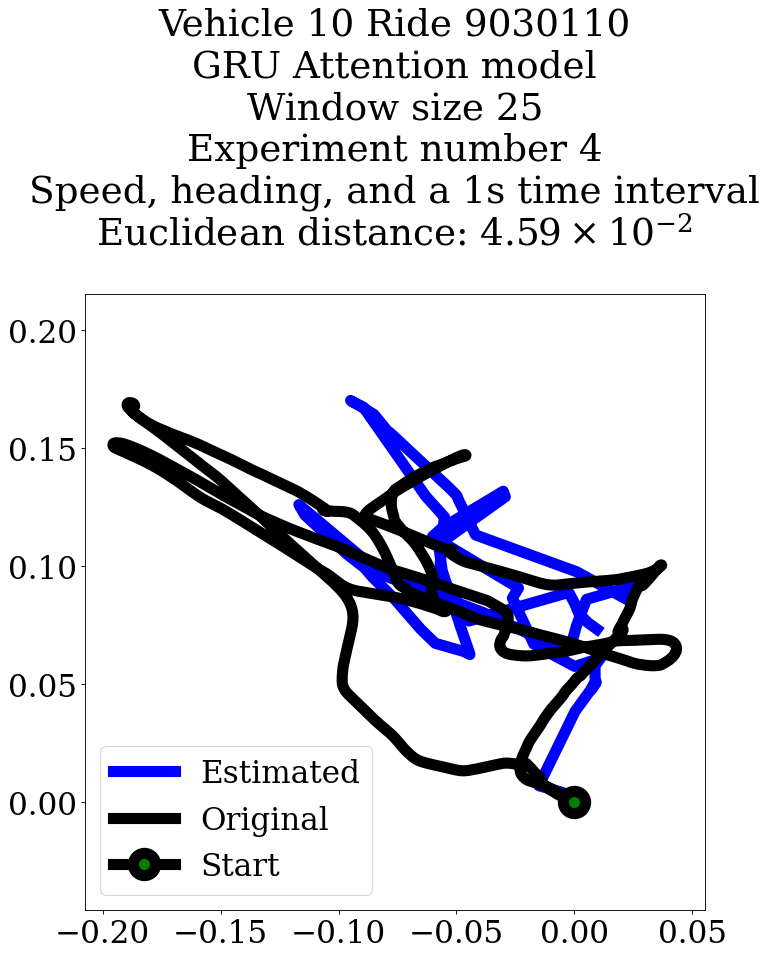 Vehicle 10 Ride 9030110
GRU Attention model
Window size 25
Experiment number 4
Speed, heading, and a 1s time interval
Euclidean distance: 4.59 × 10⁻²
0.20
0.15
0.10
0.05
0.00
Estimated
Original
Start
−0.20 −0.15 −0.10 −0.05 0.00 0.05